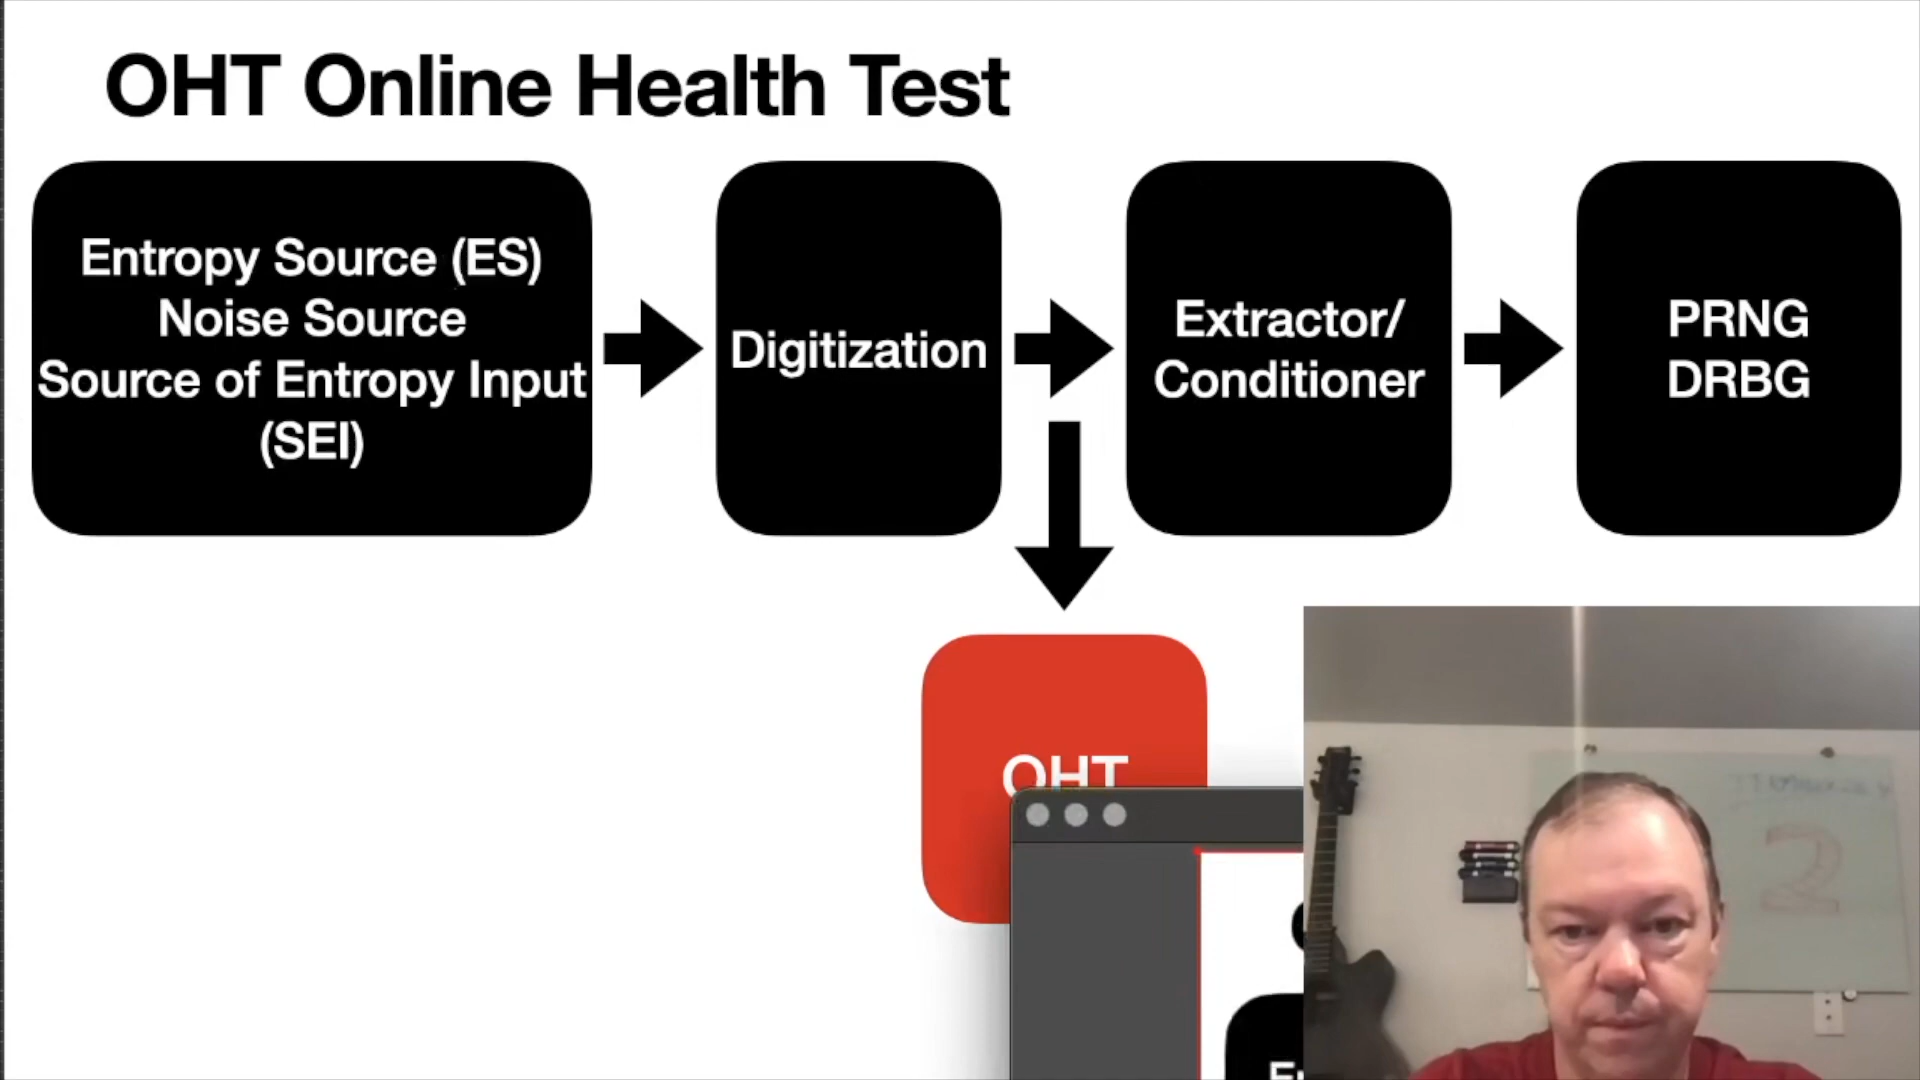 OHT Online Health Test
Entropy Source (ES)
Noise Source
Source of Entropy Input
(SEI)
Digitization
Extractor/
Conditioner
PRNG
DRBG
OHT
2